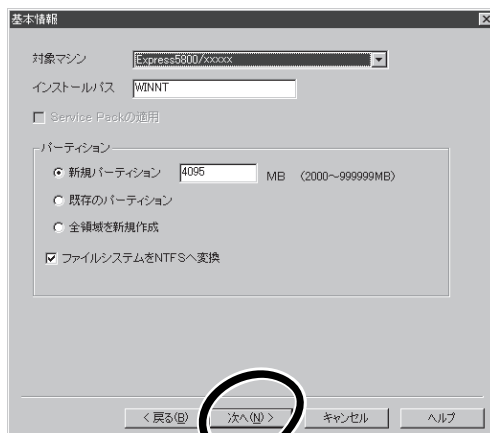 基本情報
対象マシン Express5800/xxxxx
インストールパス WINNT
Service Packの適用
パーティション
新規パーティション 4095 MB (2000～999999MB)
既存のパーティション
全領域を新規作成
ファイルシステムをNTFSへ変換
< 戻る(B) 次へ(N) > キャンセル ヘルプ